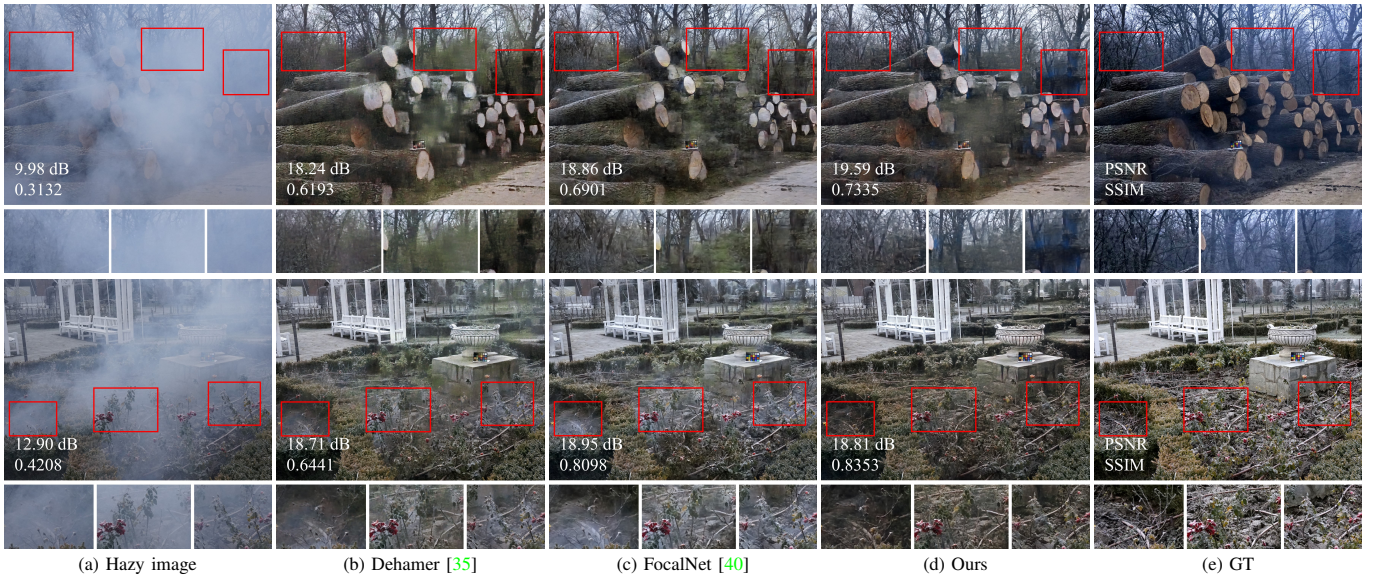 9.98 dB
0.3132
18.24 dB
0.6193
18.86 dB
0.6901
19.59 dB
0.7335
PSNR
SSIM
12.90 dB
0.4208
18.71 dB
0.6441
18.95 dB
0.8098
18.81 dB
0.8353
PSNR
SSIM
(a) Hazy image
(b) Dehamer [35]
(c) FocalNet [40]
(d) Ours
(e) GT